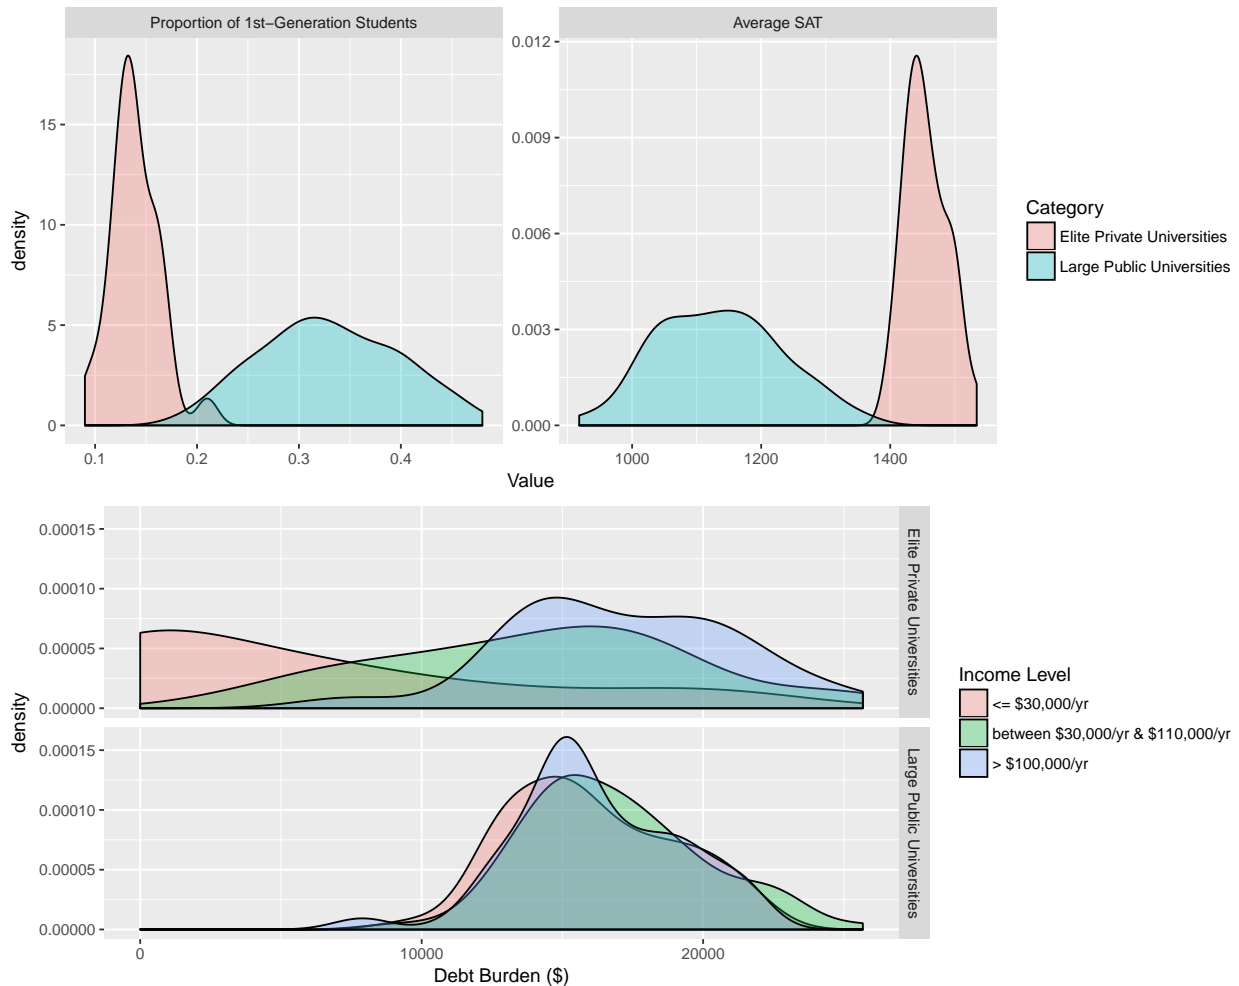 Proportion of 1st−Generation Students
Average SAT
density
15
10
5
0
0.012
0.009
0.006
0.003
0.000
0.1 0.2 0.3 0.4
1000 1200 1400
Value
Category
Elite Private Universities
Large Public Universities
density
0.00015
0.00010
0.00005
0.00000
Elite Private Universities
0.00015
0.00010
0.00005
0.00000
Large Public Universities
0 10000 20000
Debt Burden ($)
Income Level
<= $30,000/yr
between $30,000/yr & $110,000/yr
> $100,000/yr